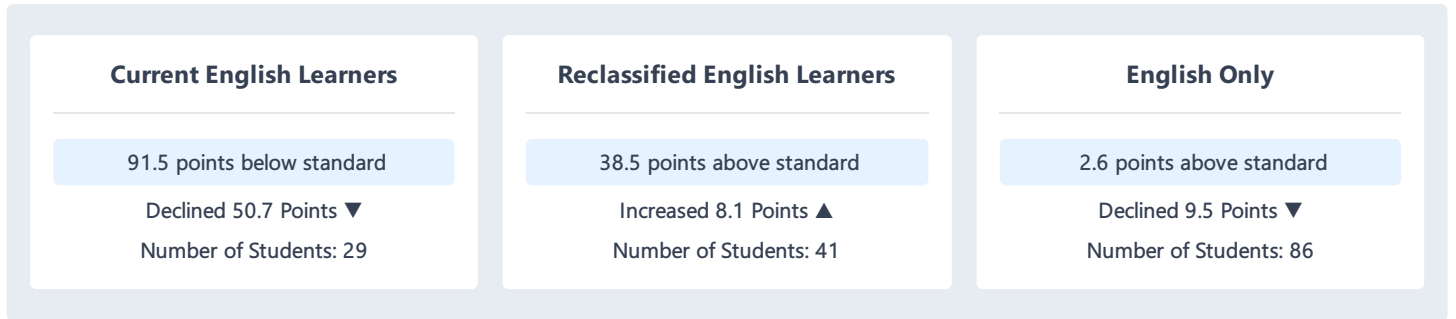 Current English Learners
91.5 points below standard
Declined 50.7 Points ▼
Number of Students: 29
Reclassified English Learners
38.5 points above standard
Increased 8.1 Points ▲
Number of Students: 41
English Only
2.6 points above standard
Declined 9.5 Points ▼
Number of Students: 86